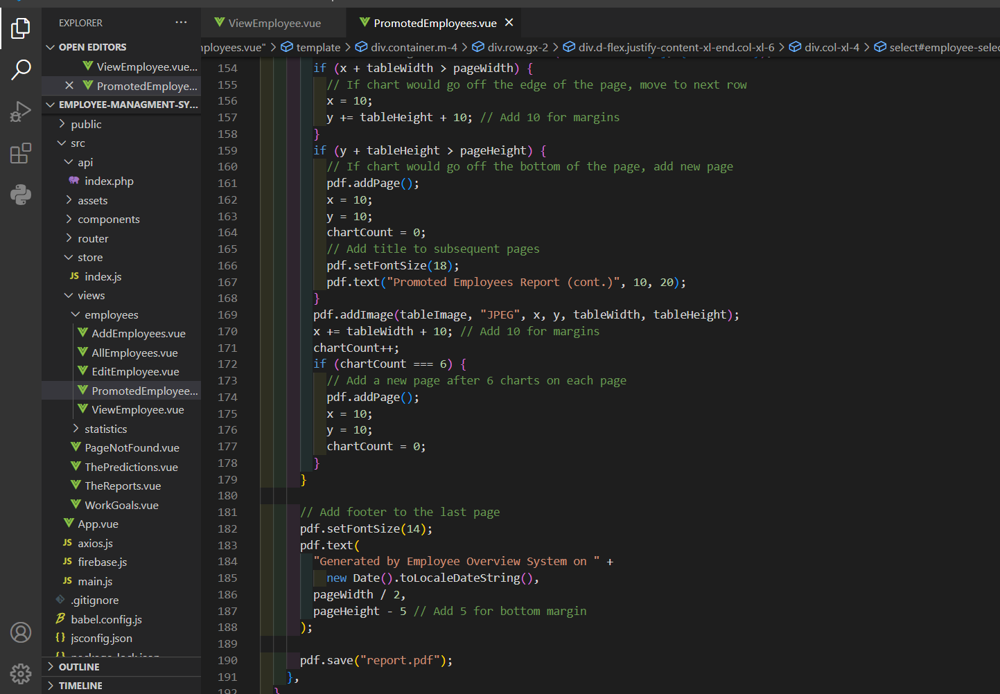 EXPLORER
...
OPEN EDITORS
ViewEmployee.vue...
PromotedEmploye...
EMPLOYEE-MANAGMENT-SY...
public
src
api
index.php
assets
components
router
store
JS index.js
views
employees
AddEmployees.vue
AllEmployees.vue
EditEmployee.vue
PromotedEmployee...
ViewEmployee.vue
statistics
PageNotFound.vue
ThePredictions.vue
TheReports.vue
WorkGoals.vue
App.vue
JS axios.js
JS firebase.js
JS main.js
.gitignore
babel.config.js
{} jsconfig.json
OUTLINE
TIMELINE
ViewEmployee.vue
PromotedEmployees.vue
nployees.vue" > template > div.container.m-4 > div.row.gx-2 > div.d-flex.justify-content-xl-end.col-xl-6 > div.col-xl-4 > select#employee-selec
154 if (x + tableWidth > pageWidth) {
155 // If chart would go off the edge of the page, move to next row
156 x = 10;
157 y += tableHeight + 10; // Add 10 for margins
158 }
159 if (y + tableHeight > pageHeight) {
160 // If chart would go off the bottom of the page, add new page
161 pdf.addPage();
162 x = 10;
163 y = 10;
164 chartCount = 0;
165 // Add title to subsequent pages
166 pdf.setFontSize(18);
167 pdf.text("Promoted Employees Report (cont.)", 10, 20);
168 }
169 pdf.addImage(tableImage, "JPEG", x, y, tableWidth, tableHeight);
170 x += tableWidth + 10; // Add 10 for margins
171 chartCount++;
172 if (chartCount === 6) {
173 // Add a new page after 6 charts on each page
174 pdf.addPage();
175 x = 10;
176 y = 10;
177 chartCount = 0;
178 }
179 }
180
181 // Add footer to the last page
182 pdf.setFontSize(14);
183 pdf.text(
184 "Generated by Employee Overview System on " +
185 new Date().toLocaleDateString(),
186 pageWidth / 2,
187 pageHeight - 5 // Add 5 for bottom margin
188 );
189
190 pdf.save("report.pdf");
191 },
192 }